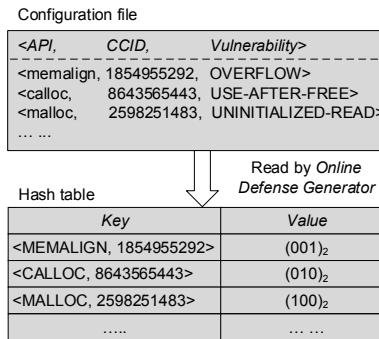 Configuration file
<API, CCID, Vulnerability>
<memalign, 1854955292, OVERFLOW>
<calloc, 8643565443, USE-AFTER-FREE>
<malloc, 2598251483, UNINITIALIZED-READ>
... ...
Read by Online
Defense Generator
Hash table
Key Value
<MEMALIGN, 1854955292> (001)₂
<CALLOC, 8643565443> (010)₂
<MALLOC, 2598251483> (100)₂
..... ... ...